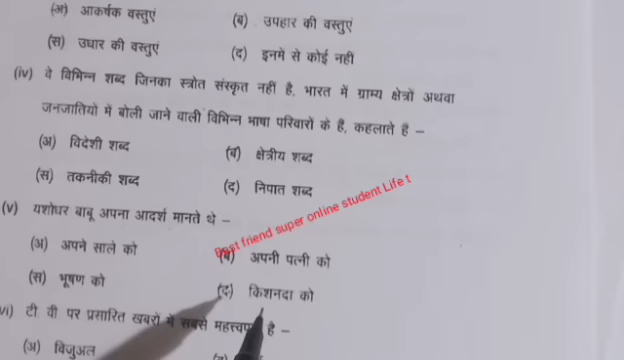 (अ) आकर्षक वस्तुएं (ब) उपहार की वस्तुएं
(स) उधार की वस्तुएं (द) इनमें से कोई नहीं
(iv) वे विभिन्न शब्द जिनका स्त्रोत संस्कृत नहीं है, भारत में ग्राम्य क्षेत्रों अथवा
जनजातियों में बोली जाने वाली विभिन्न भाषा परिवारों के हैं, कहलाते है –
(अ) विदेशी शब्द (ब) क्षेत्रीय शब्द
(स) तकनीकी शब्द (द) निपात शब्द
(v) यशोधर बाबू अपना आदर्श मानते थे –
(अ) अपने साले को (ब) अपनी पत्नी को
Best friend super online student Life t
(स) भूषण को (द) किशनदा को
vi) टी वी पर प्रसारित खबरों में सबसे है –
(अ) विजुअल